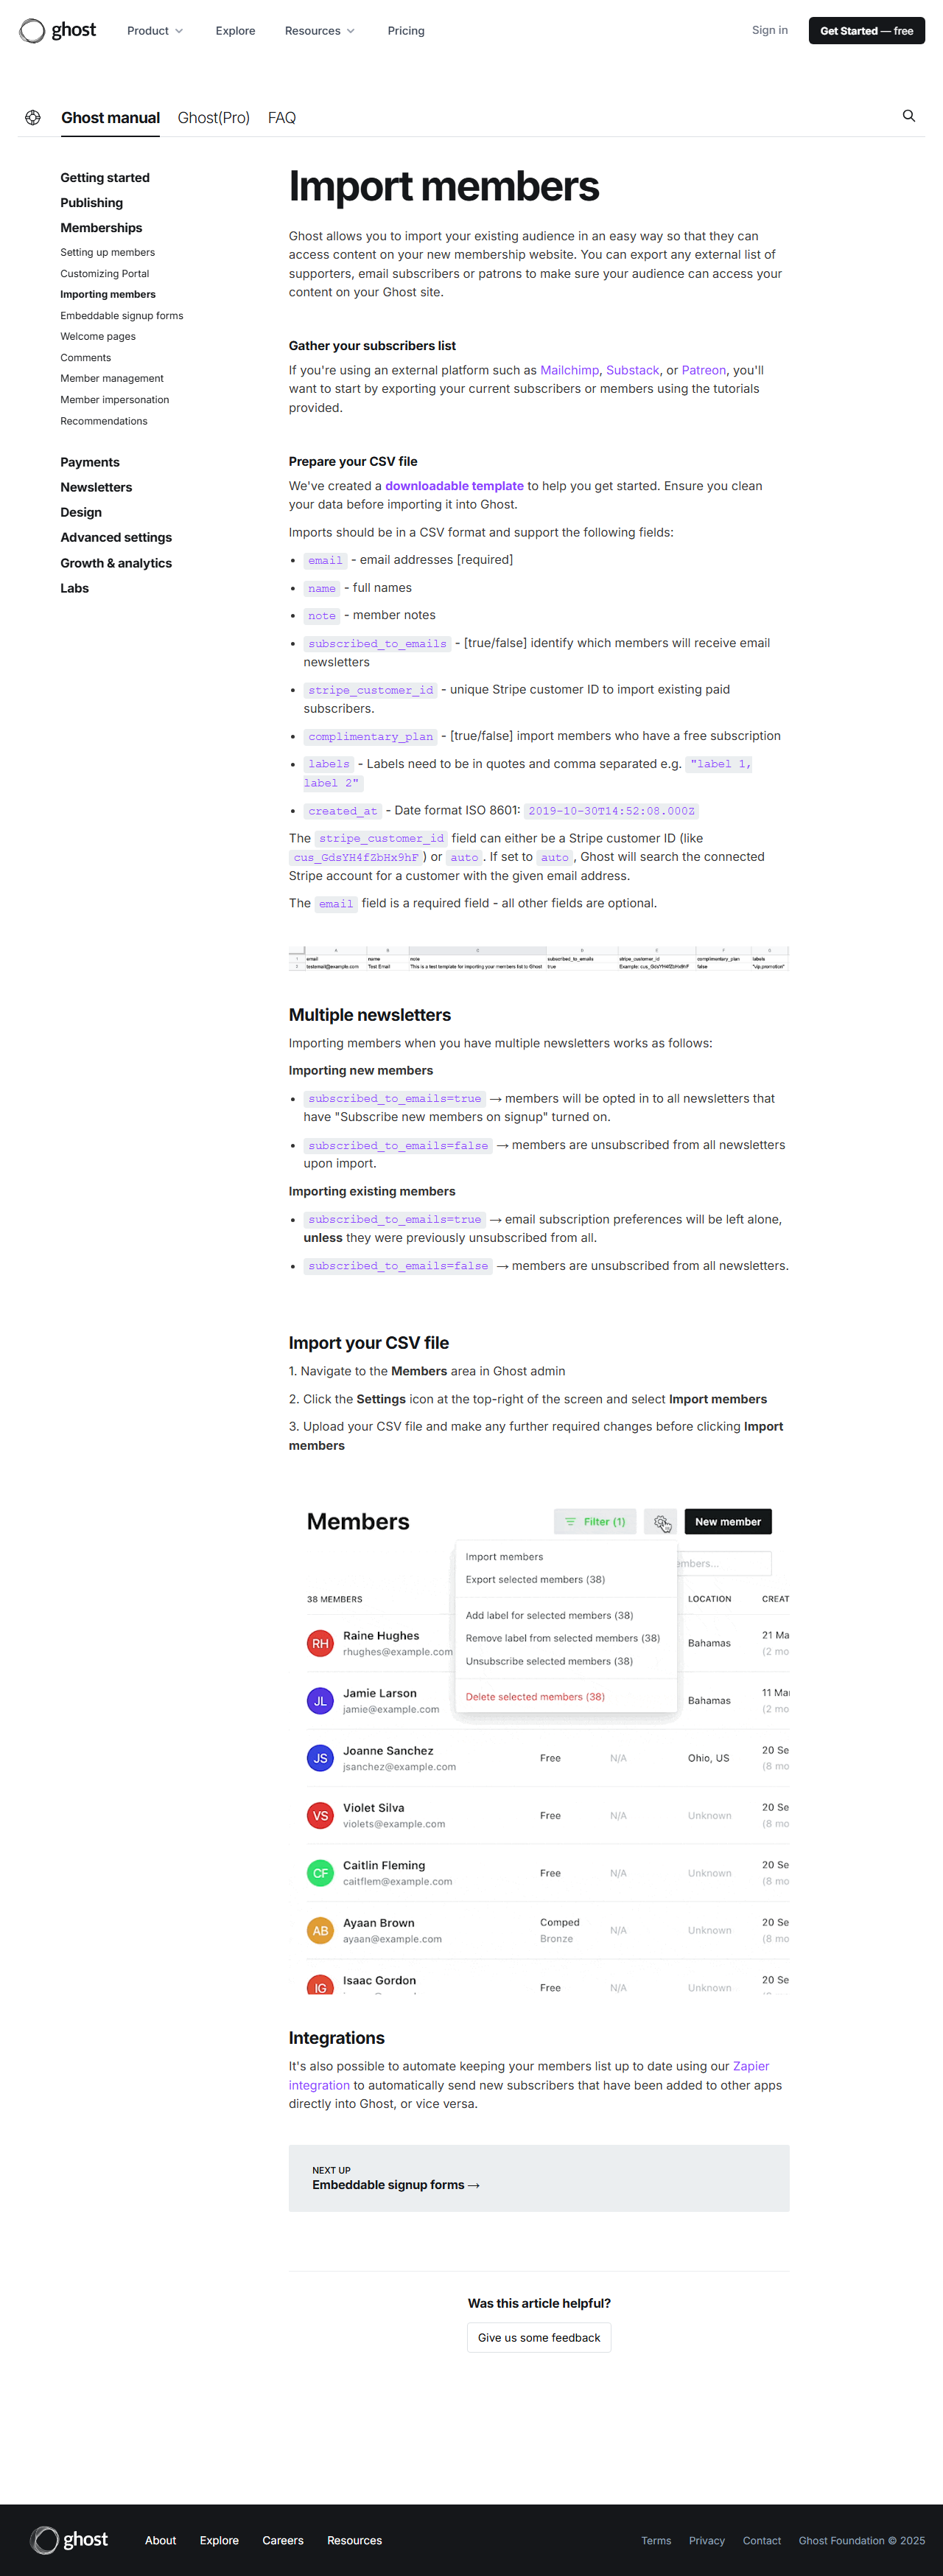 ghost
Product
Explore
Resources
Pricing
Sign in
Get Started — free
Ghost manual
Ghost(Pro)
FAQ
Getting started
Publishing
Memberships
Setting up members
Customizing Portal
Importing members
Embeddable signup forms
Welcome pages
Comments
Member management
Member impersonation
Recommendations
Payments
Newsletters
Design
Advanced settings
Growth & analytics
Labs
Import members
Ghost allows you to import your existing audience in an easy way so that they can
access content on your new membership website. You can export any external list of
supporters, email subscribers or patrons to make sure your audience can access your
content on your Ghost site.
Gather your subscribers list
If you're using an external platform such as Mailchimp, Substack, or Patreon, you'll
want to start by exporting your current subscribers or members using the tutorials
provided.
Prepare your CSV file
We've created a downloadable template to help you get started. Ensure you clean
your data before importing it into Ghost.
Imports should be in a CSV format and support the following fields:
• email - email addresses [required]
• name - full names
• note - member notes
• subscribed_to_emails - [true/false] identify which members will receive email
newsletters
• stripe_customer_id - unique Stripe customer ID to import existing paid
subscribers.
• complimentary_plan - [true/false] import members who have a free subscription
• labels - Labels need to be in quotes and comma separated e.g. "label 1,
label 2"
• created_at - Date format ISO 8601: 2019-10-30T14:52:08.000Z
The stripe_customer_id field can either be a Stripe customer ID (like
cus_GdsYH4fZbHx9hF) or auto. If set to auto, Ghost will search the connected
Stripe account for a customer with the given email address.
The email field is a required field - all other fields are optional.
A B C D E F G
1 email name note subscribed_to_emails stripe_customer_id complimentary_plan labels
2 testemail@example.com Test Email This is a test template for importing your members list to Ghost true Example: cus_GdsYH4fZbHx9hF false "vip,promotion"
Multiple newsletters
Importing members when you have multiple newsletters works as follows:
Importing new members
• subscribed_to_emails=true → members will be opted in to all newsletters that
have "Subscribe new members on signup" turned on.
• subscribed_to_emails=false → members are unsubscribed from all newsletters
upon import.
Importing existing members
• subscribed_to_emails=true → email subscription preferences will be left alone,
unless they were previously unsubscribed from all.
• subscribed_to_emails=false → members are unsubscribed from all newsletters.
Import your CSV file
1. Navigate to the Members area in Ghost admin
2. Click the Settings icon at the top-right of the screen and select Import members
3. Upload your CSV file and make any further required changes before clicking Import
members
Members
Filter (1)
New member
Import members
Export selected members (38)
Add label for selected members (38)
Remove label from selected members (38)
Unsubscribe selected members (38)
Delete selected members (38)
38 MEMBERS LOCATION CREAT
RH Raine Hughes Bahamas 21 Ma
rhughes@example.com (2 mo
JL Jamie Larson Bahamas 11 Mar
jamie@example.com (2 mo
JS Joanne Sanchez Free N/A Ohio, US 20 Se
jsanchez@example.com (8 mo
VS Violet Silva Free N/A Unknown 20 Se
violets@example.com (8 mo
CF Caitlin Fleming Free N/A Unknown 20 Se
caitflem@example.com (8 mo
AB Ayaan Brown Comped N/A Unknown 20 Se
ayaan@example.com Bronze (8 mo
IG Isaac Gordon Free N/A Unknown 20 Se
Integrations
It's also possible to automate keeping your members list up to date using our Zapier
integration to automatically send new subscribers that have been added to other apps
directly into Ghost, or vice versa.
NEXT UP
Embeddable signup forms →
Was this article helpful?
Give us some feedback
ghost
About
Explore
Careers
Resources
Terms
Privacy
Contact
Ghost Foundation © 2025